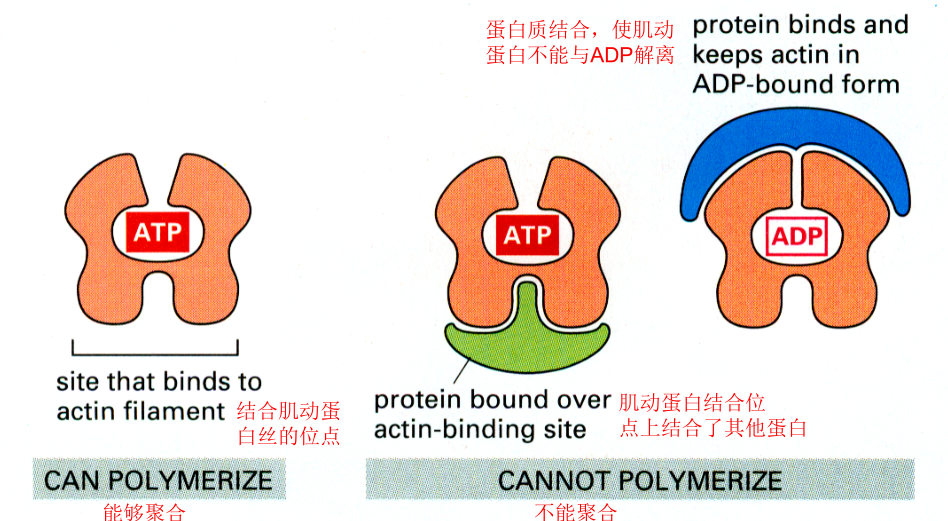 蛋白质结合，使肌动
蛋白不能与ADP解离
protein binds and
keeps actin in
ADP-bound form
ATP
ATP
ADP
site that binds to
actin filament
结合肌动蛋
白丝的位点
protein bound over
actin-binding site
肌动蛋白结合位
点上结合了其他蛋白
CAN POLYMERIZE
CANNOT POLYMERIZE
能够聚合
不能聚合